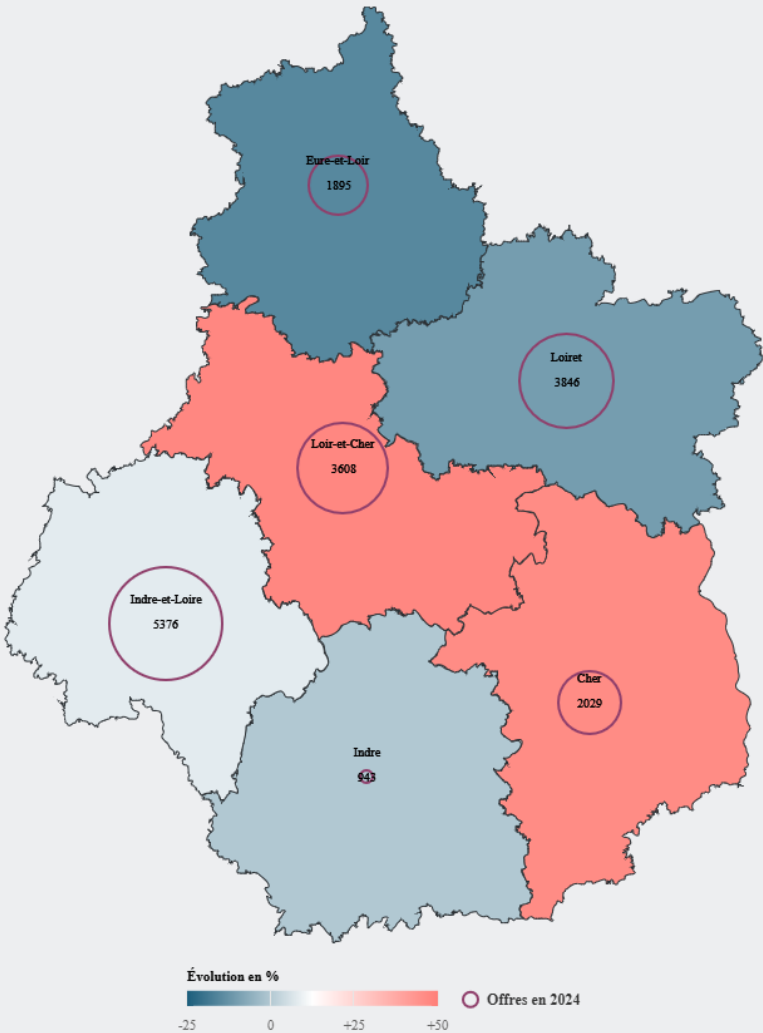 Eure-et-Loir
1895
Loiret
3846
Loir-et-Cher
3608
Indre-et-Loire
5376
Cher
2029
Indre
943
Évolution en %
Offres en 2024
-25 0 +25 +50